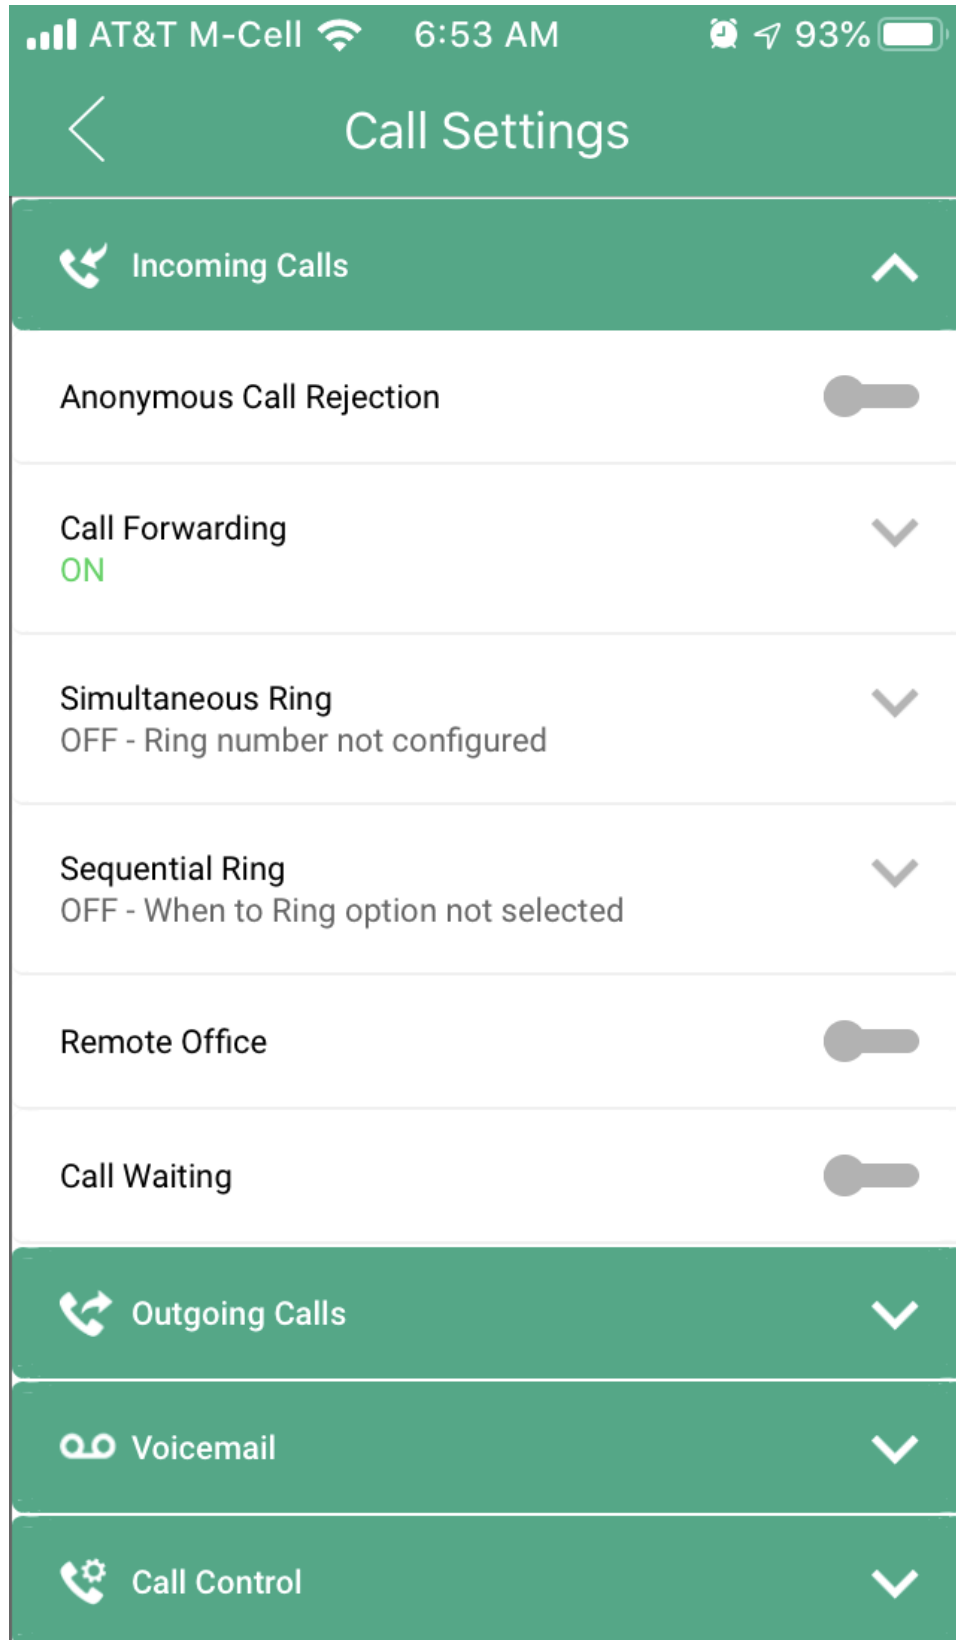 AT&T M-Cell 6:53 AM 93%
Call Settings
Incoming Calls
Anonymous Call Rejection
Call Forwarding
ON
Simultaneous Ring
OFF - Ring number not configured
Sequential Ring
OFF - When to Ring option not selected
Remote Office
Call Waiting
Outgoing Calls
Voicemail
Call Control